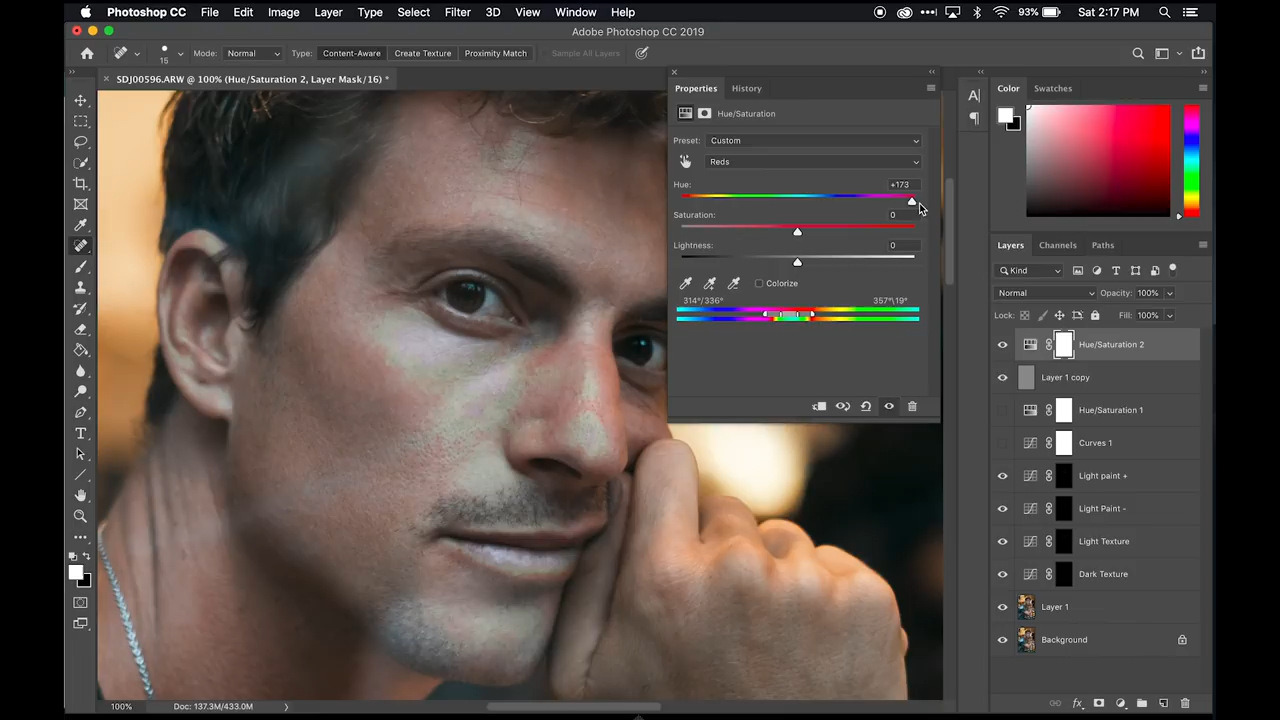 Photoshop CC File Edit Image Layer Type Select Filter 3D View Window Help 93% Sat 2:17 PM
Adobe Photoshop CC 2019
15 Mode: Normal Type: Content-Aware Create Texture Proximity Match Sample All Layers
SDJ00596.ARW @ 100% (Hue/Saturation 2, Layer Mask/16) *
Properties History
Hue/Saturation
Preset: Custom
Reds
Hue: +173
Saturation: 0
Lightness: 0
Colorize
314°/336° 357°\19°
Color Swatches
Layers Channels Paths
Kind
Normal Opacity: 100%
Lock: Fill: 100%
Hue/Saturation 2
Layer 1 copy
Hue/Saturation 1
Curves 1
Light paint +
Light Paint -
Light Texture
Dark Texture
Layer 1
Background
100% Doc: 137.3M/433.0M